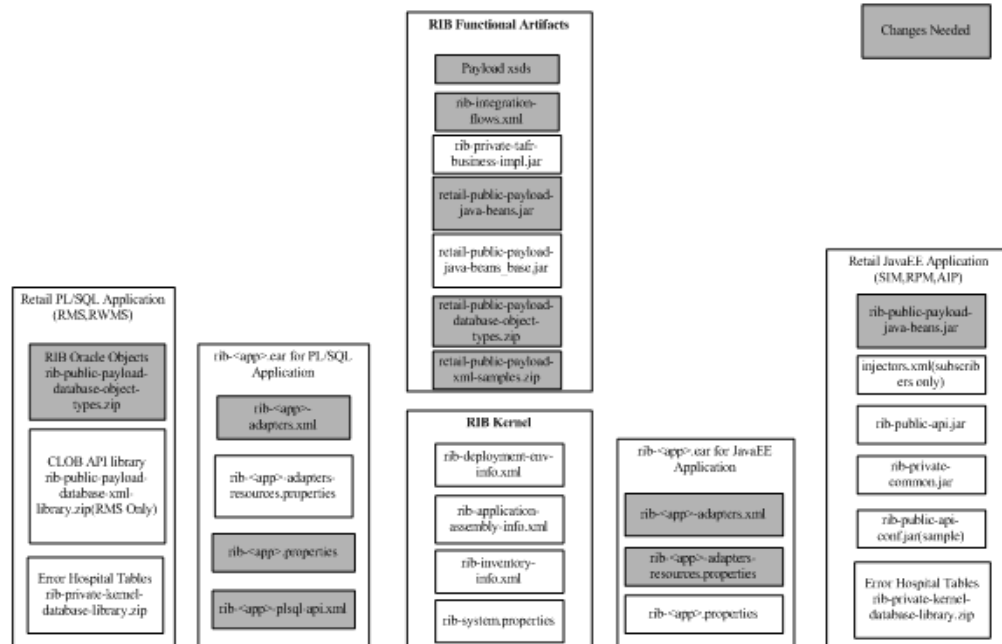 RIB Functional Artifacts
Payload xsds
rib-integration-
flows.xml
rib-private-tafr-
business-impl.jar
retail-public-payload-
java-beans.jar
retail-public-payload-
java-beans_base.jar
retail-public-payload-
database-object-
types.zip
retail-public-payload-
xml-samples.zip
Changes Needed
Retail PL/SQL Application
(RMS,RWMS)
RIB Oracle Objects
rib-public-payload-
database-object-
types.zip
CLOB API library
rib-public-payload-
database-xml-
library.zip(RMS Only)
Error Hospital Tables
rib-private-kernel-
database-library.zip
rib-<app>.ear for PL/SQL
Application
rib-<app>-
adapters.xml
rib-<app>-adapters-
resources.properties
rib-<app>.properties
rib-<app>-plsql-api.xml
RIB Kernel
rib-deployment-env-
info.xml
rib-application-
assembly-info.xml
rib-inventory-
info.xml
rib-system.properties
rib-<app>.ear for JavaEE
Application
rib-<app>-adapters.xml
rib-<app>-adapters-
resources.properties
rib-<app>.properties
Retail JavaEE Application
(SIM,RPM,AIP)
rib-public-payload-
java-beans.jar
injectors.xml(subscrib
ers only)
rib-public-api.jar
rib-private-
common.jar
rib-public-api-
conf.jar(sample)
Error Hospital Tables
rib-private-kernel-
database-library.zip